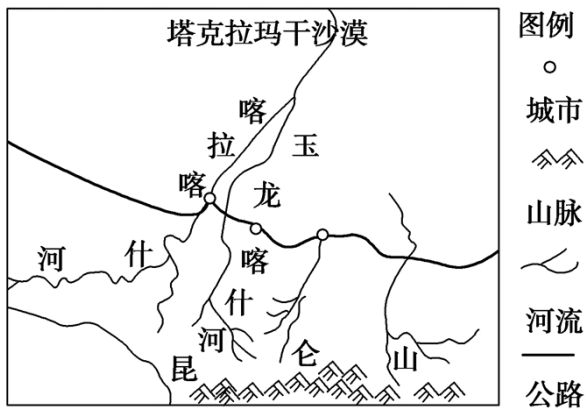 塔克拉玛干沙漠
喀拉喀什河
玉龙喀什河
昆仑山
图例
城市
山脉
河流
公路